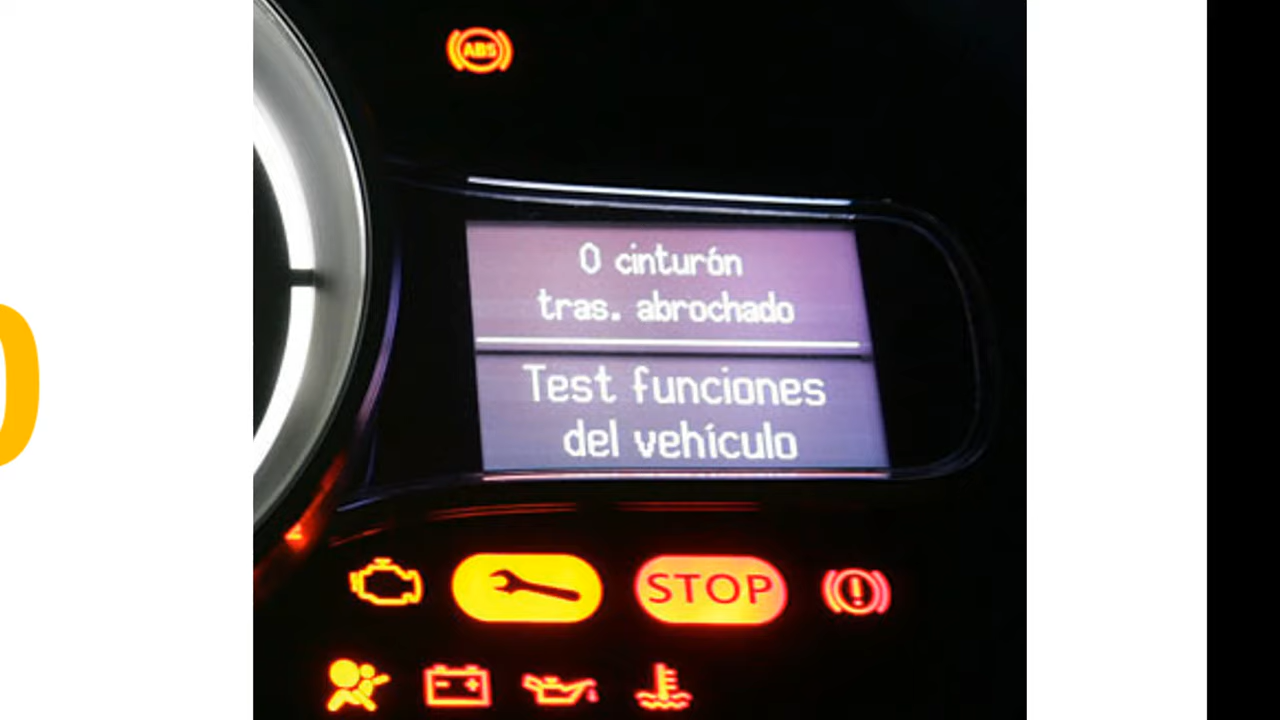 ABS
0 cinturón
tras. abrochado
Test funciones
del vehículo
STOP